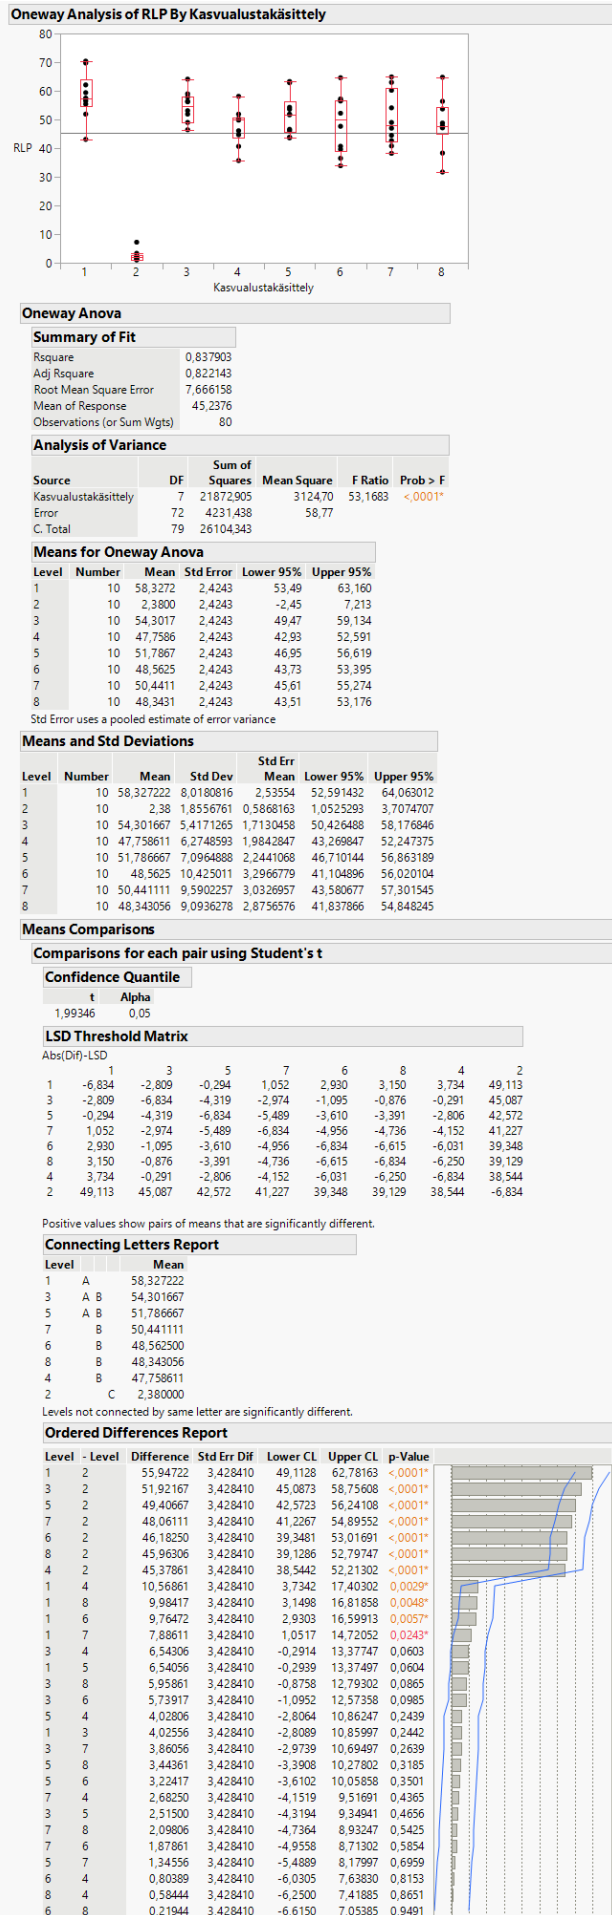 Oneway Analysis of RLP By Kasvualustakäsittely
80
70
60
50
RLP 40
30
20
10
0
1 2 3 4 5 6 7 8
Kasvualustakäsittely
Oneway Anova
Summary of Fit
Rsquare 0,837903
Adj Rsquare 0,822143
Root Mean Square Error 7,666158
Mean of Response 45,2376
Observations (or Sum Wgts) 80
Analysis of Variance
Source DF Sum of Squares Mean Square F Ratio Prob > F
Kasvualustakäsittely 7 21872,905 3124,70 53,1683 <,0001*
Error 72 4231,438 58,77
C. Total 79 26104,343
Means for Oneway Anova
Level Number Mean Std Error Lower 95% Upper 95%
1 10 58,3272 2,4243 53,49 63,160
2 10 2,3800 2,4243 -2,45 7,213
3 10 54,3017 2,4243 49,47 59,134
4 10 47,7586 2,4243 42,93 52,591
5 10 51,7867 2,4243 46,95 56,619
6 10 48,5625 2,4243 43,73 53,395
7 10 50,4411 2,4243 45,61 55,274
8 10 48,3431 2,4243 43,51 53,176
Std Error uses a pooled estimate of error variance
Means and Std Deviations
Level Number Mean Std Dev Std Err Mean Lower 95% Upper 95%
1 10 58,327222 8,0180816 2,53554 52,591432 64,063012
2 10 2,38 1,8556761 0,5868163 1,0525293 3,7074707
3 10 54,301667 5,4171265 1,7130458 50,426488 58,176846
4 10 47,758611 6,2748593 1,9842847 43,269847 52,247375
5 10 51,786667 7,0964888 2,2441068 46,710144 56,863189
6 10 48,5625 10,425011 3,2966779 41,104896 56,020104
7 10 50,441111 9,5902257 3,0326957 43,580677 57,301545
8 10 48,343056 9,0936278 2,8756576 41,837866 54,848245
Means Comparisons
Comparisons for each pair using Student's t
Confidence Quantile
t Alpha
1,99346 0,05
LSD Threshold Matrix
Abs(Dif)-LSD
1 3 5 7 6 8 4 2
1 -6,834 -2,809 -0,294 1,052 2,930 3,150 3,734 49,113
3 -2,809 -6,834 -4,319 -2,974 -1,095 -0,876 -0,291 45,087
5 -0,294 -4,319 -6,834 -5,489 -3,610 -3,391 -2,806 42,572
7 1,052 -2,974 -5,489 -6,834 -4,956 -4,736 -4,152 41,227
6 2,930 -1,095 -3,610 -4,956 -6,834 -6,615 -6,031 39,348
8 3,150 -0,876 -3,391 -4,736 -6,615 -6,834 -6,250 39,129
4 3,734 -0,291 -2,806 -4,152 -6,031 -6,250 -6,834 38,544
2 49,113 45,087 42,572 41,227 39,348 39,129 38,544 -6,834
Positive values show pairs of means that are significantly different.
Connecting Letters Report
Level Mean
1 A 58,327222
3 A B 54,301667
5 A B 51,786667
7 B 50,441111
6 B 48,562500
8 B 48,343056
4 B 47,758611
2 C 2,380000
Levels not connected by same letter are significantly different.
Ordered Differences Report
Level - Level Difference Std Err Dif Lower CL Upper CL p-Value
1 2 55,94722 3,428410 49,1128 62,78163 <,0001*
3 2 51,92167 3,428410 45,0873 58,75608 <,0001*
5 2 49,40667 3,428410 42,5723 56,24108 <,0001*
7 2 48,06111 3,428410 41,2267 54,89552 <,0001*
6 2 46,18250 3,428410 39,3481 53,01691 <,0001*
8 2 45,96306 3,428410 39,1286 52,79747 <,0001*
4 2 45,37861 3,428410 38,5442 52,21302 <,0001*
1 4 10,56861 3,428410 3,7342 17,40302 0,0029*
1 8 9,98417 3,428410 3,1498 16,81858 0,0048*
1 6 9,76472 3,428410 2,9303 16,59913 0,0057*
1 7 7,88611 3,428410 1,0517 14,72052 0,0243*
3 4 6,54306 3,428410 -0,2914 13,37747 0,0603
1 5 6,54056 3,428410 -0,2939 13,37497 0,0604
3 8 5,95861 3,428410 -0,8758 12,79302 0,0865
3 6 5,73917 3,428410 -1,0952 12,57358 0,0985
5 4 4,02806 3,428410 -2,8064 10,86247 0,2439
1 3 4,02556 3,428410 -2,8089 10,85997 0,2442
3 7 3,86056 3,428410 -2,9739 10,69497 0,2639
5 8 3,44361 3,428410 -3,3908 10,27802 0,3185
5 6 3,22417 3,428410 -3,6102 10,05858 0,3501
7 4 2,68250 3,428410 -4,1519 9,51691 0,4365
3 5 2,51500 3,428410 -4,3194 9,34941 0,4656
7 8 2,09806 3,428410 -4,7364 8,93247 0,5425
7 6 1,87861 3,428410 -4,9558 8,71302 0,5854
5 7 1,34556 3,428410 -5,4889 8,17997 0,6959
6 4 0,80389 3,428410 -6,0305 7,63830 0,8153
8 4 0,58444 3,428410 -6,2500 7,41885 0,8651
6 8 0,21944 3,428410 -6,6150 7,05385 0,9491